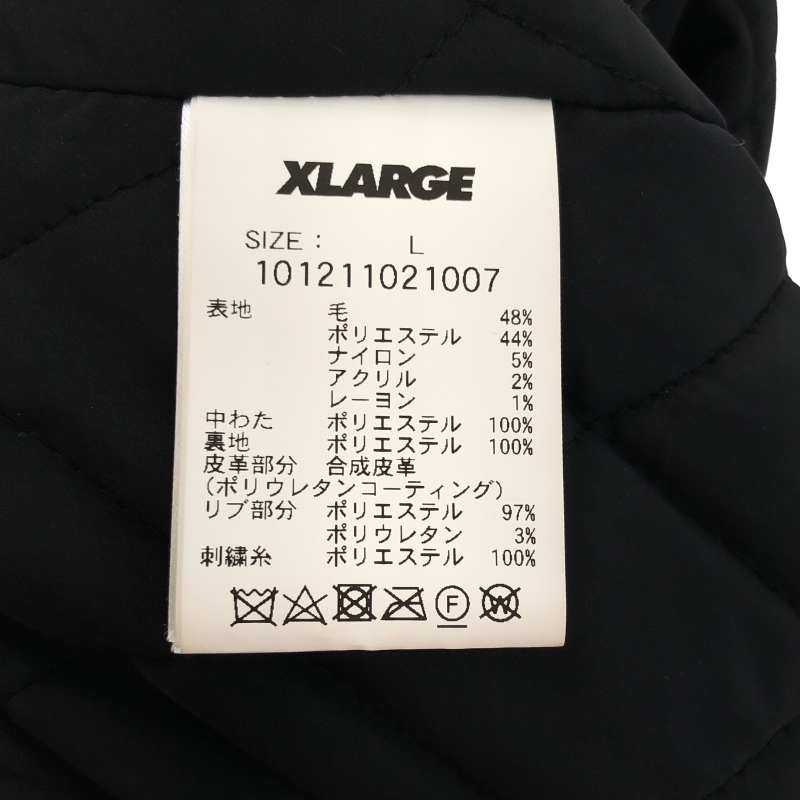 XLARGE
SIZE : L
101211021007
表地 毛 48%
ポリエステル 44%
ナイロン 5%
アクリル 2%
レーヨン 1%
中わた ポリエステル 100%
裏地 ポリエステル 100%
皮革部分 合成皮革
(ポリウレタンコーティング)
リブ部分 ポリエステル 97%
ポリウレタン 3%
刺繍糸 ポリエステル 100%
F W